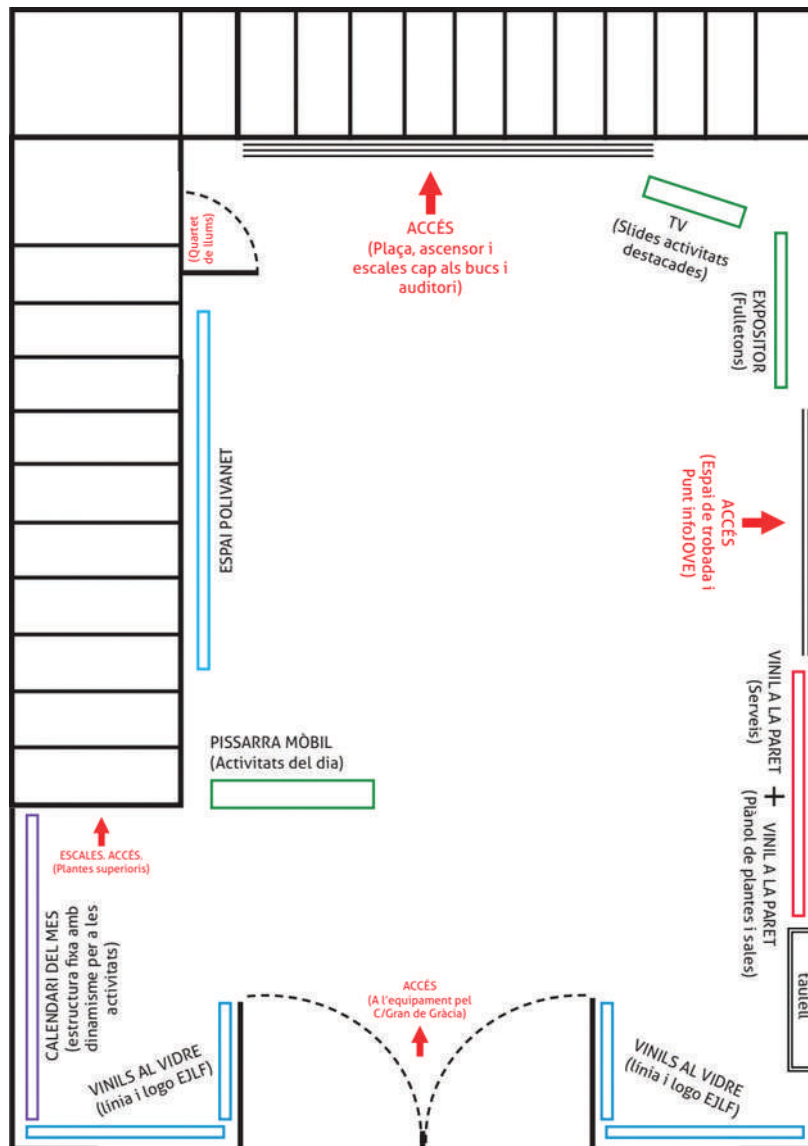 (Quartet
de llums)
ACCÉS
(Plaça, ascensor i
escales cap als bucs i
auditori)
TV
(Slides activitats
destacades)
EXPOSITOR
(Fulletons)
ESPAI POLIVANET
ACCÉS
(Espai de trobada i
Punt infoJOVE)
VINIL A LA PARET
(Serveis)
+
VINIL A LA PARET
(Plànol de plantes i sales)
PISSARRA MÒBIL
(Activitats del dia)
ESCALES. ACCÉS.
(Plantes superioris)
CALENDARI DEL MES
(estructura fixa amb
dinamisme per a les
activitats)
taulell
ACCÉS
(A l'equipament pel
C/Gran de Gràcia)
VINILS AL VIDRE
(línia i logo EJLF)
VINILS AL VIDRE
(línia i logo EJLF)